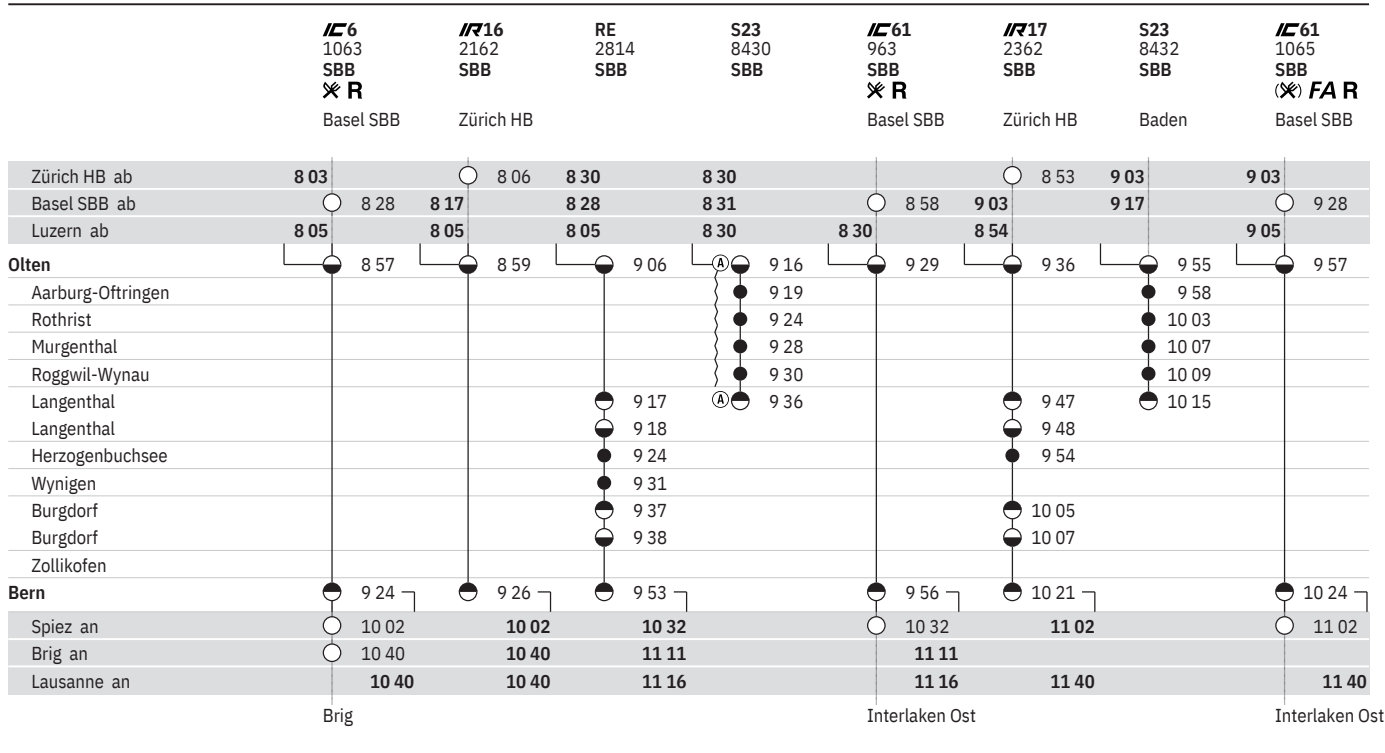 IC6 IR16 RE S23 IC61 IR17 S23 IC61
1063 2162 2814 8430 963 2362 8432 1065
SBB SBB SBB SBB SBB SBB SBB SBB
R R FA R
Basel SBB Zürich HB Basel SBB Zürich HB Baden Basel SBB
Zürich HB ab 8 03 8 06 8 30 8 30 8 53 9 03 9 03
Basel SBB ab 8 28 8 17 8 28 8 31 8 58 9 03 9 17 9 28
Luzern ab 8 05 8 05 8 05 8 30 8 30 8 54 9 05
Olten 8 57 8 59 9 06 A 9 16 9 29 9 36 9 55 9 57
Aarburg-Oftringen 9 19 9 58
Rothrist 9 24 10 03
Murgenthal 9 28 10 07
Roggwil-Wynau 9 30 10 09
Langenthal 9 17 A 9 36 9 47 10 15
Langenthal 9 18 9 48
Herzogenbuchsee 9 24 9 54
Wynigen 9 31
Burgdorf 9 37 10 05
Burgdorf 9 38 10 07
Zollikofen
Bern 9 24 9 26 9 53 9 56 10 21 10 24
Spiez an 10 02 10 02 10 32 10 32 11 02 11 02
Brig an 10 40 10 40 11 11 11 11
Lausanne an 10 40 10 40 11 16 11 16 11 40 11 40
Brig Interlaken Ost Interlaken Ost